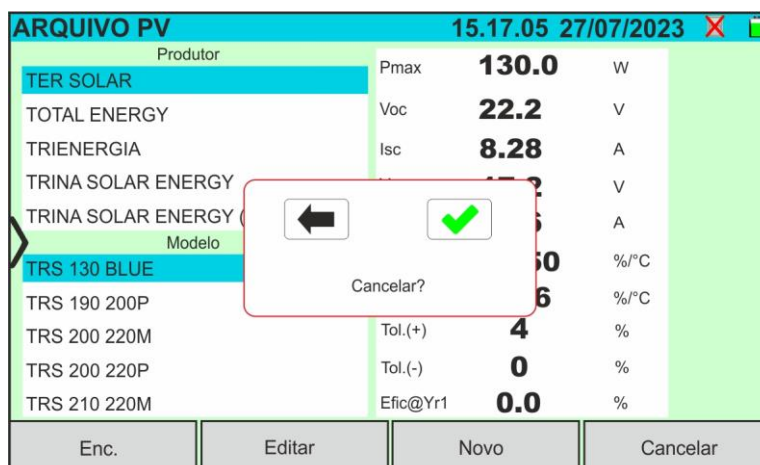 ARQUIVO PV 15.17.05 27/07/2023
Produtor
TER SOLAR
TOTAL ENERGY
TRIENERGIA
TRINA SOLAR ENERGY
TRINA SOLAR ENERGY (
Modelo
TRS 130 BLUE
TRS 190 200P
TRS 200 220M
TRS 200 220P
TRS 210 220M
Pmax 130.0 W
Voc 22.2 V
Isc 8.28 A
V
A
%/°C
%/°C
Tol.(+) 4 %
Tol.(-) 0 %
Efic@Yr1 0.0 %
Cancelar?
Enc. Editar Novo Cancelar